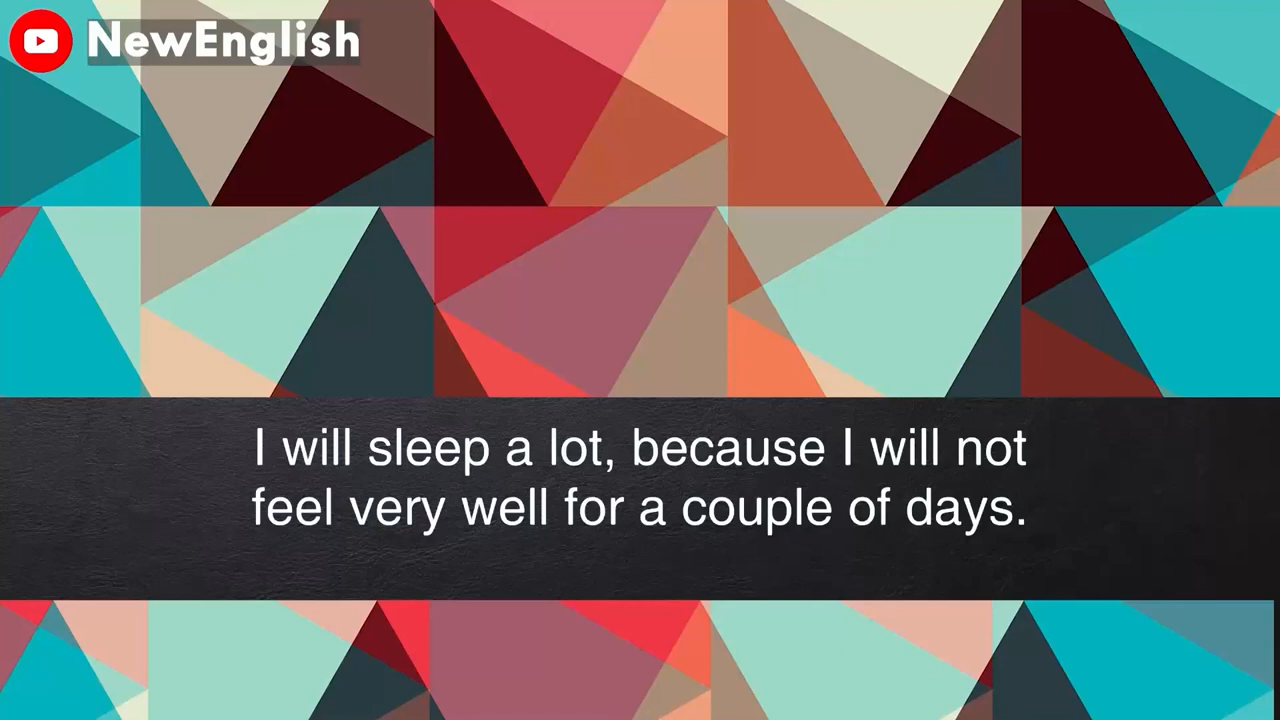 NewEnglish
I will sleep a lot, because I will not
feel very well for a couple of days.